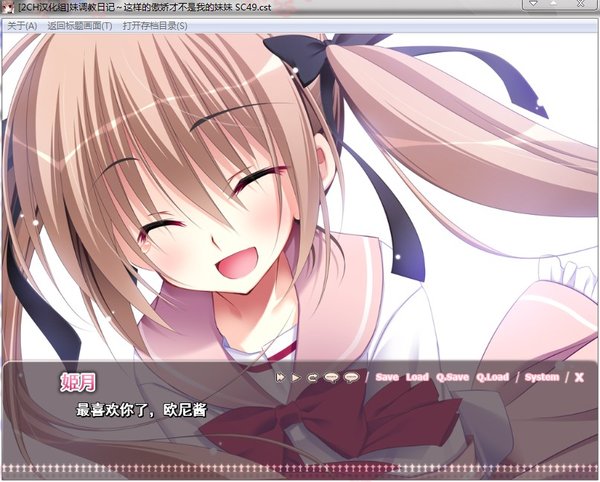 [2CH汉化组]妹调教日记～这样的傲娇才不是我的妹妹 SC49.cst
关于(A) 返回标题画面(T) 打开存档目录(S)
姬月
/ Save Load Q.Save Q.Load / System / X
最喜欢你了，欧尼酱